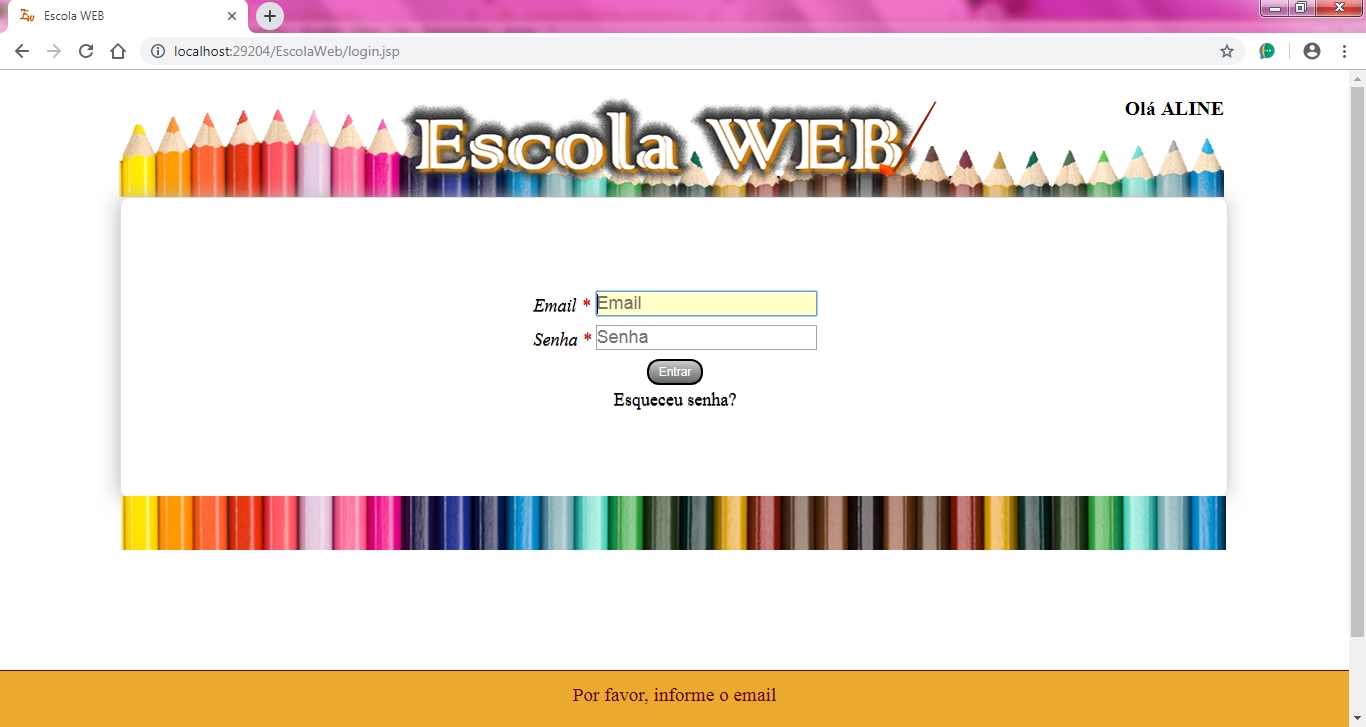 Escola WEB
localhost:29204/EscolaWeb/login.jsp
Escola WEB
Olá ALINE
Email * Email
Senha * Senha
Entrar
Esqueceu senha?
Por favor, informe o email